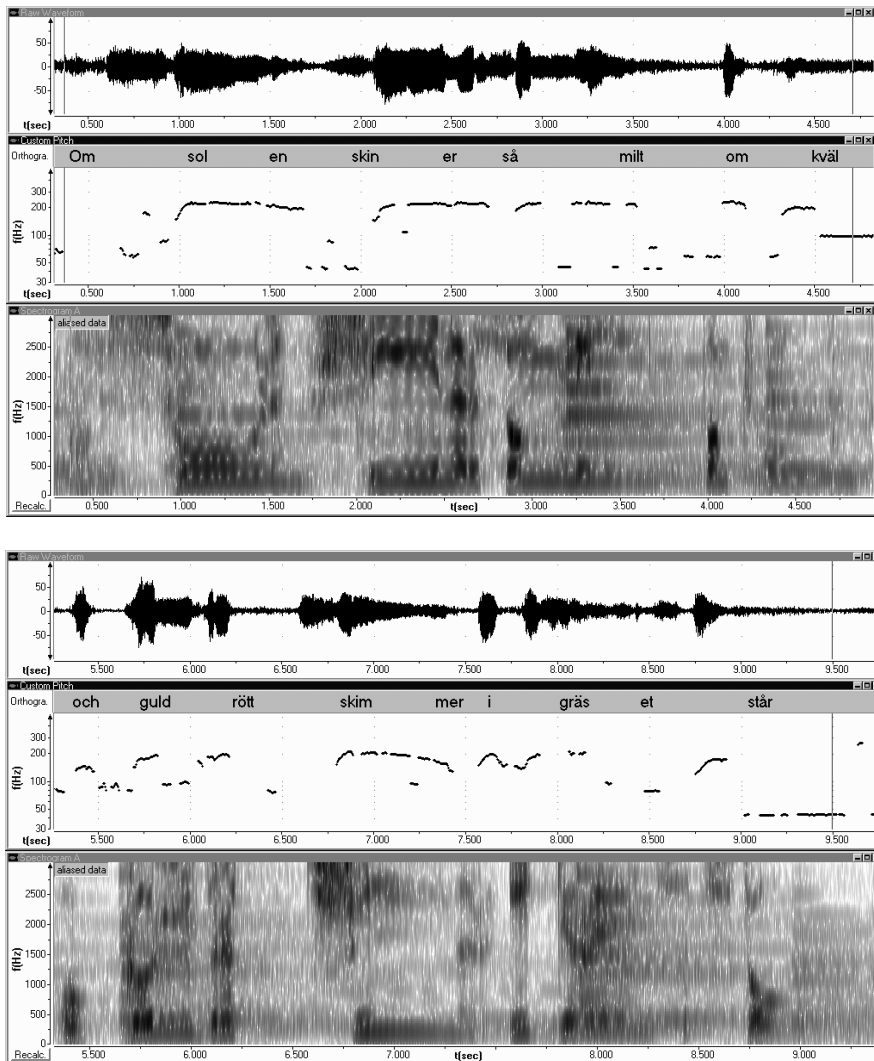 Raw Waveform
50
0
-50
t(sec) 0.500 1.000 1.500 2.000 2.500 3.000 3.500 4.000 4.500
Custom Pitch
Orthogra. Om sol en skin er så milt om kväl
300
200
100
50
30
f(Hz)
t(sec) 0.500 1.000 1.500 2.000 2.500 3.000 3.500 4.000 4.500
Spectrogram A
aliased data
2500
2000
1500
1000
500
0
f(Hz)
Recalc. 0.500 1.000 1.500 2.000 t(sec) 3.000 3.500 4.000 4.500
Raw Waveform
50
0
-50
t(sec) 5.500 6.000 6.500 7.000 7.500 8.000 8.500 9.000 9.500
Custom Pitch
Orthogra. och guld rött skim mer i gräs et står
300
200
100
50
30
f(Hz)
t(sec) 5.500 6.000 6.500 7.000 7.500 8.000 8.500 9.000 9.500
Spectrogram A
aliased data
2500
2000
1500
1000
500
0
f(Hz)
Recalc. 5.500 6.000 6.500 7.000 t(sec) 8.000 8.500 9.000